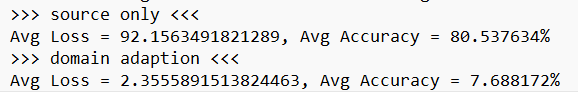 >>> source only <<<
Avg Loss = 92.1563491821289, Avg Accuracy = 80.537634%
>>> domain adaption <<<
Avg Loss = 2.3555891513824463, Avg Accuracy = 7.688172%